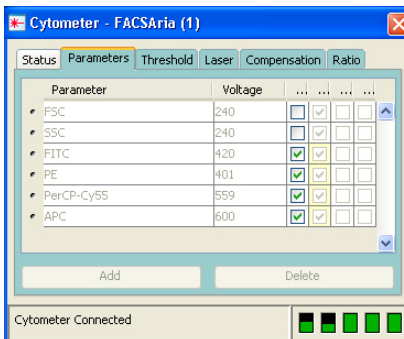 Cytometer - FACSAria (1)
Status Parameters Threshold Laser Compensation Ratio
Parameter Voltage ... ... ... ...
FSC 240
SSC 240
FITC 420
PE 401
PerCP-Cy55 559
APC 600
Add Delete
Cytometer Connected